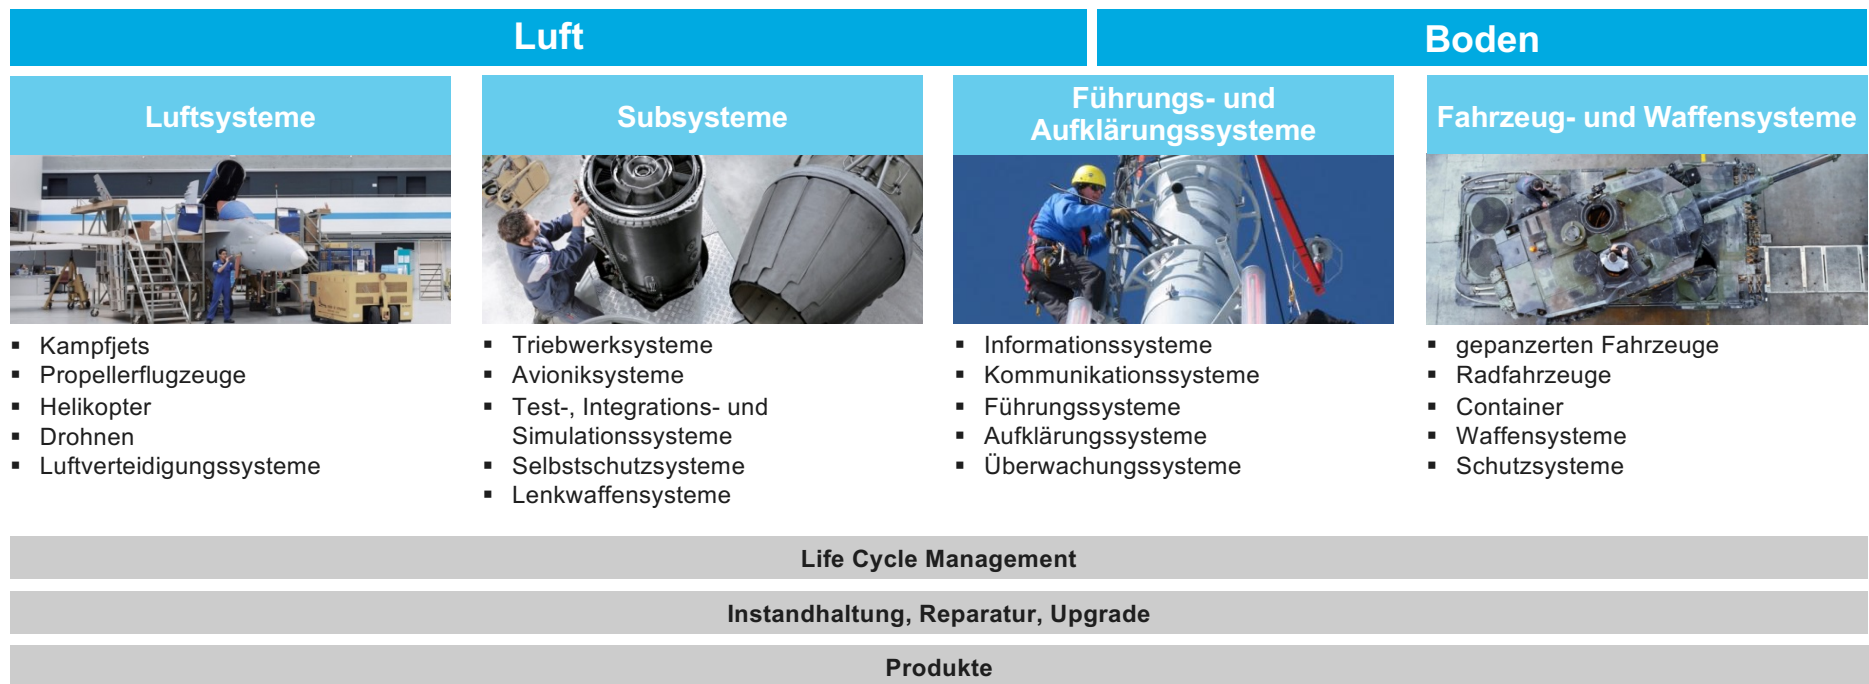 Luft
Boden
Luftsysteme
Subsysteme
Führungs- und
Aufklärungssysteme
Fahrzeug- und Waffensysteme
▪ Kampfjets
▪ Propellerflugzeuge
▪ Helikopter
▪ Drohnen
▪ Luftverteidigungssysteme
▪ Triebwerksysteme
▪ Avioniksysteme
▪ Test-, Integrations- und
Simulationssysteme
▪ Selbstschutzsysteme
▪ Lenkwaffensysteme
▪ Informationssysteme
▪ Kommunikationssysteme
▪ Führungssysteme
▪ Aufklärungssysteme
▪ Überwachungssysteme
▪ gepanzerten Fahrzeuge
▪ Radfahrzeuge
▪ Container
▪ Waffensysteme
▪ Schutzsysteme
Life Cycle Management
Instandhaltung, Reparatur, Upgrade
Produkte